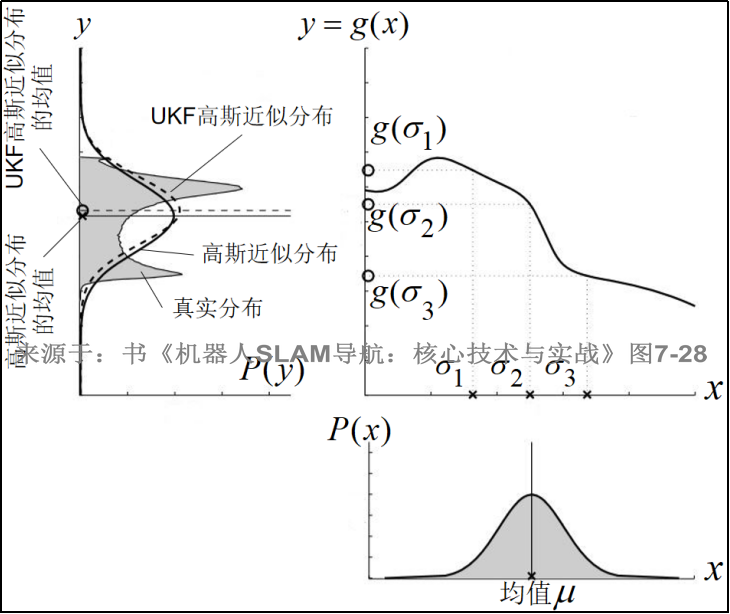 y
y = g(x)
UKF高斯近似分布
的均值
UKF高斯近似分布
g(σ1)
g(σ2)
高斯近似分布
的均值
高斯近似分布
g(σ3)
真实分布
来源于：书《机器人SLAM导航：核心技术与实战》图7-28
P(y)
σ1 σ2 σ3
x
P(x)
x
均值μ